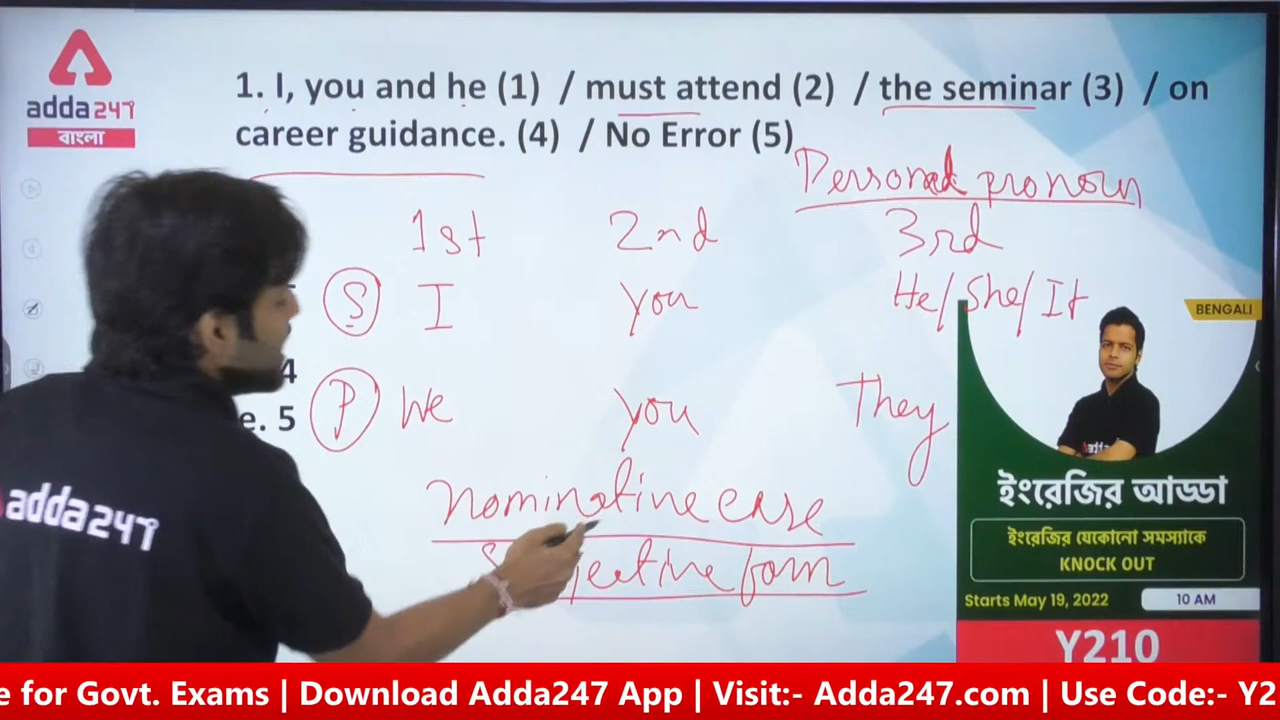 adda247
বাংলা
1. I, you and he (1) / must attend (2) / the seminar (3) / on
career guidance. (4) / No Error (5)
Personal pronoun
1st 2nd 3rd
S I you He/She/It
4
P We you They
e. 5
nominative case
form
adda247
BENGALI
ইংরেজির আড্ডা
ইংরেজির যেকোনো সমস্যাকে
KNOCK OUT
Starts May 19, 2022 10 AM
Y210
e for Govt. Exams | Download Adda247 App | Visit:- Adda247.com | Use Code:- Y2